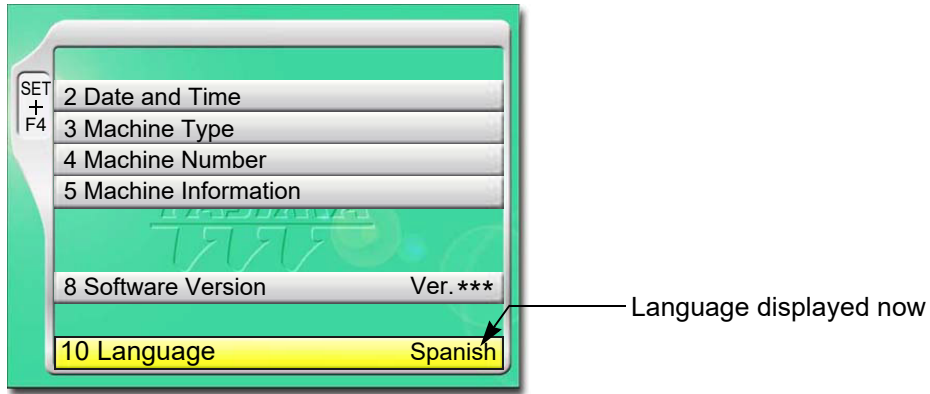 SET
+
F4
2 Date and Time
3 Machine Type
4 Machine Number
5 Machine Information
8 Software Version Ver.***
10 Language Spanish
Language displayed now